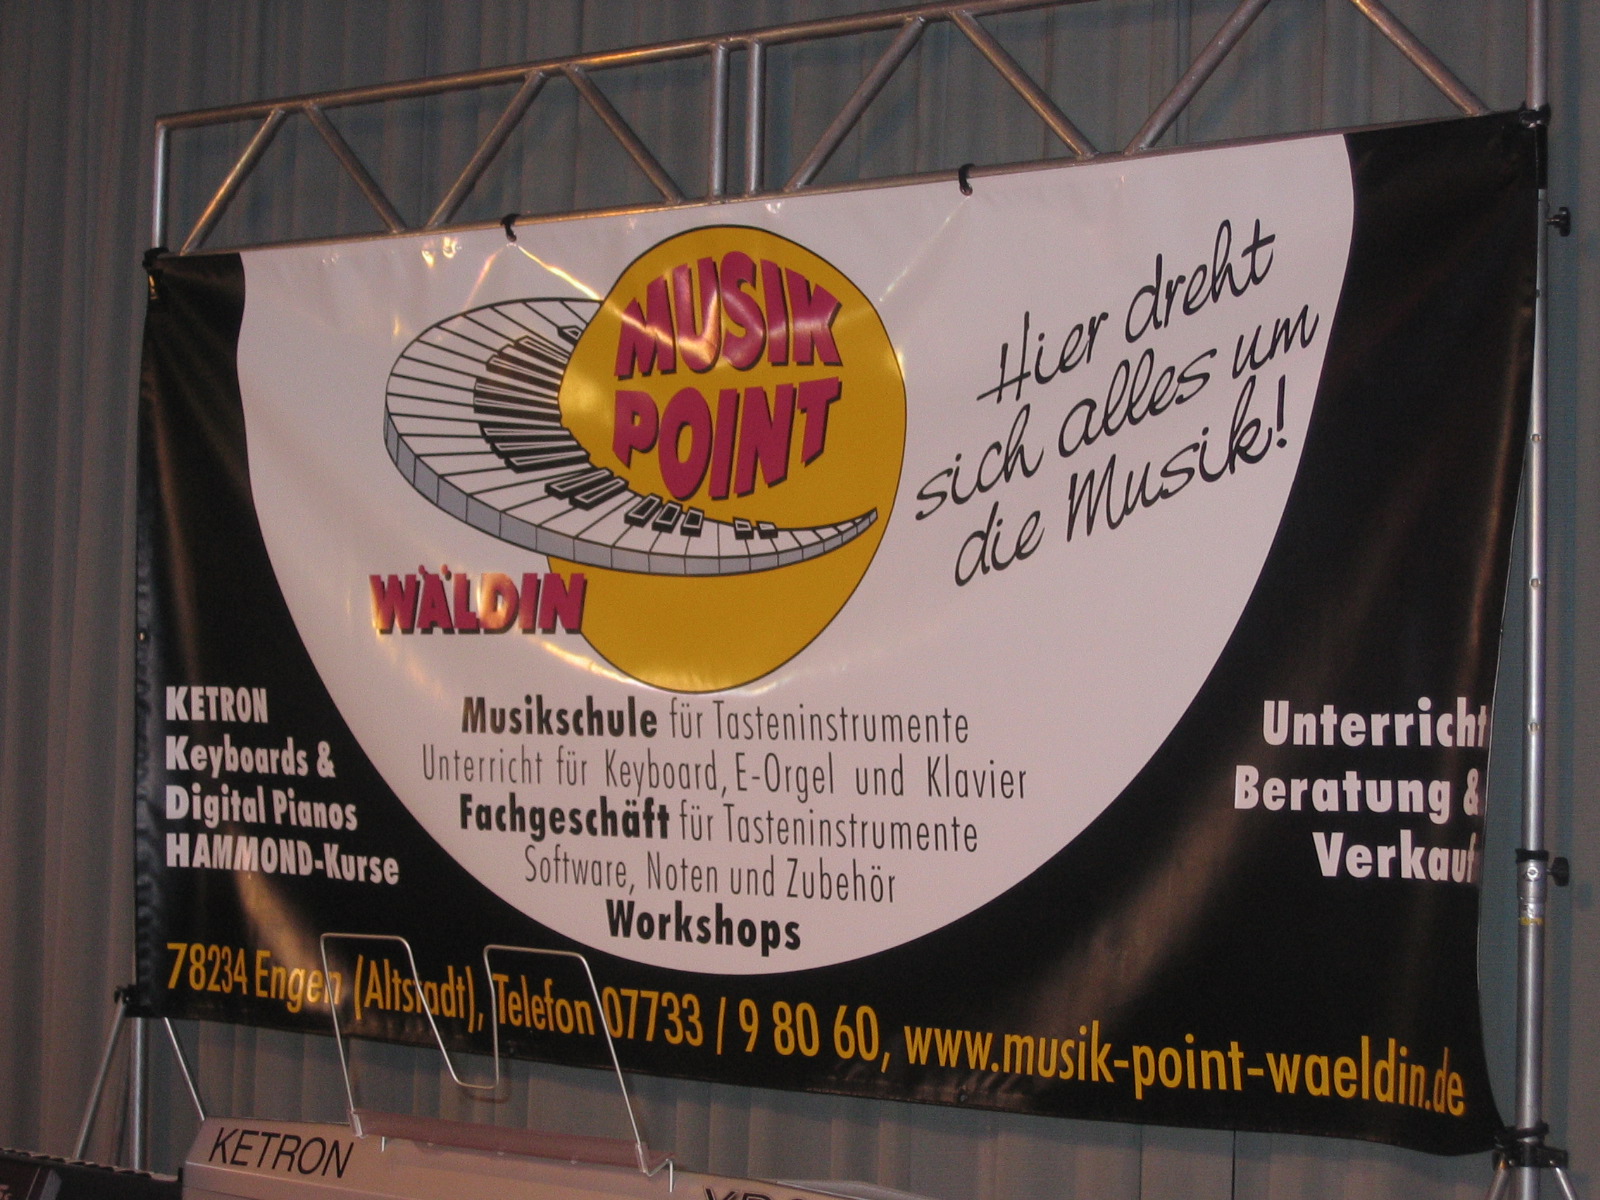 MUSIK
POINT
WÄLDIN
Hier dreht
sich alles um
die Musik!
Musikschule für Tasteninstrumente
Unterricht für Keyboard, E-Orgel und Klavier
Fachgeschäft für Tasteninstrumente
Software, Noten und Zubehör
Workshops
KETRON
Keyboards &
Digital Pianos
HAMMOND-Kurse
Unterricht
Beratung &
Verkauf
78234 Engen (Altstadt), Telefon 07733 / 9 80 60, www.musik-point-waeldin.de
KETRON